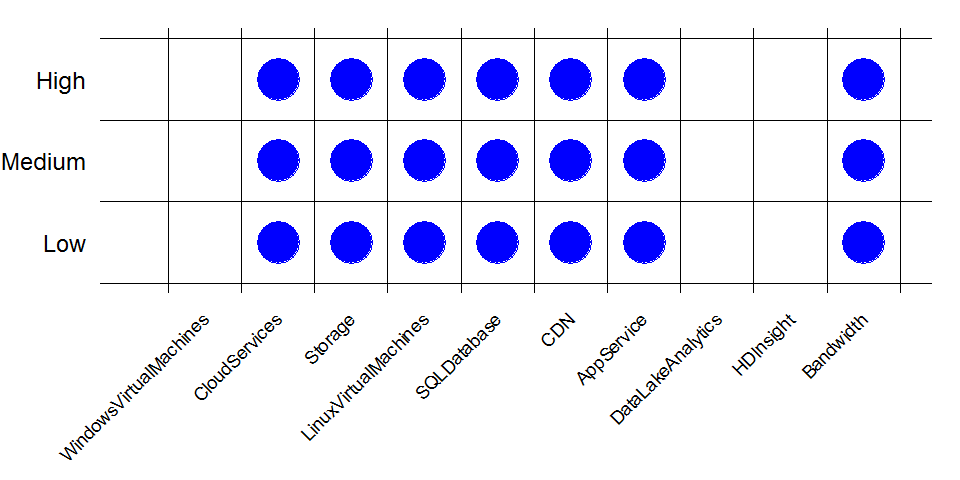 High
Medium
Low
WindowsVirtualMachines
CloudServices
Storage
LinuxVirtualMachines
SQLDatabase
CDN
AppService
DataLakeAnalytics
HDInsight
Bandwidth